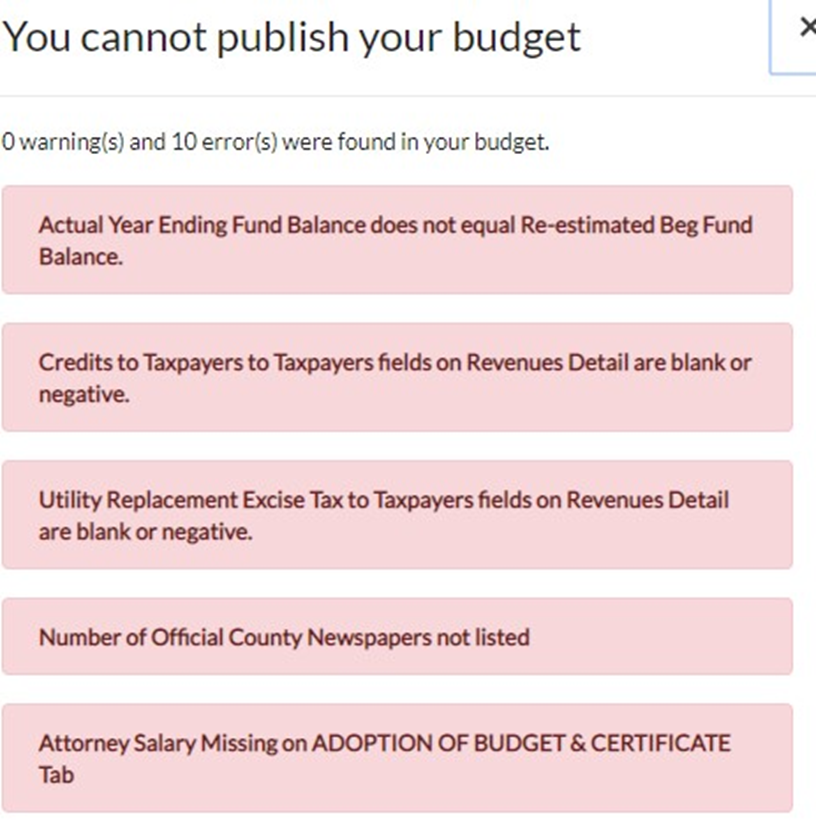 You cannot publish your budget
×
0 warning(s) and 10 error(s) were found in your budget.
Actual Year Ending Fund Balance does not equal Re-estimated Beg Fund
Balance.
Credits to Taxpayers to Taxpayers fields on Revenues Detail are blank or
negative.
Utility Replacement Excise Tax to Taxpayers fields on Revenues Detail
are blank or negative.
Number of Official County Newspapers not listed
Attorney Salary Missing on ADOPTION OF BUDGET & CERTIFICATE
Tab